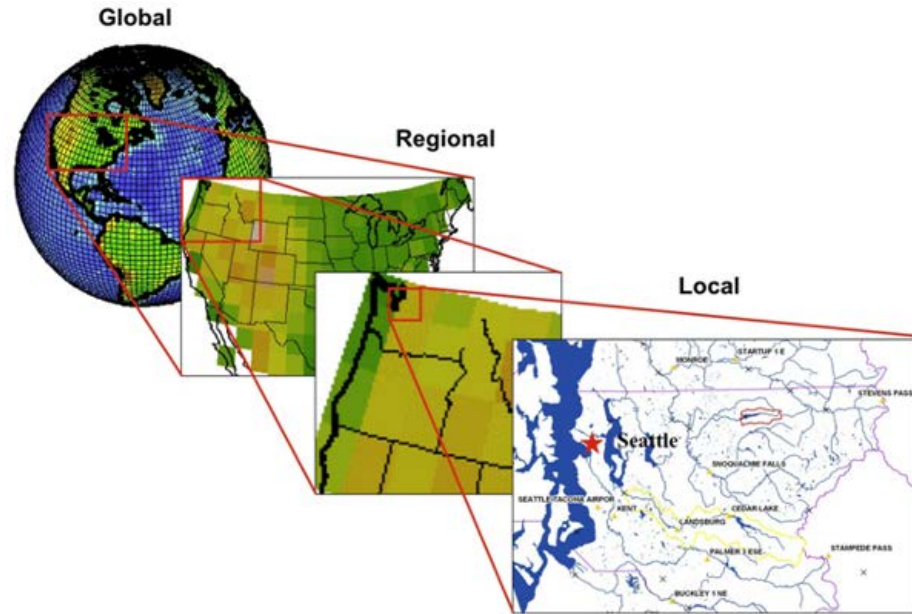 Global
Regional
Local
STARTUP 1 E
MONROE
STEVENS PASS
Seattle
SNOQUALMIE FALLS
SEATTLE-TACOMA AIRPOR
KENT
CEDAR LAKE
LANDSBURG
PALMER 3 ESE
STAMPEDE PASS
BUCKLEY 1 NE